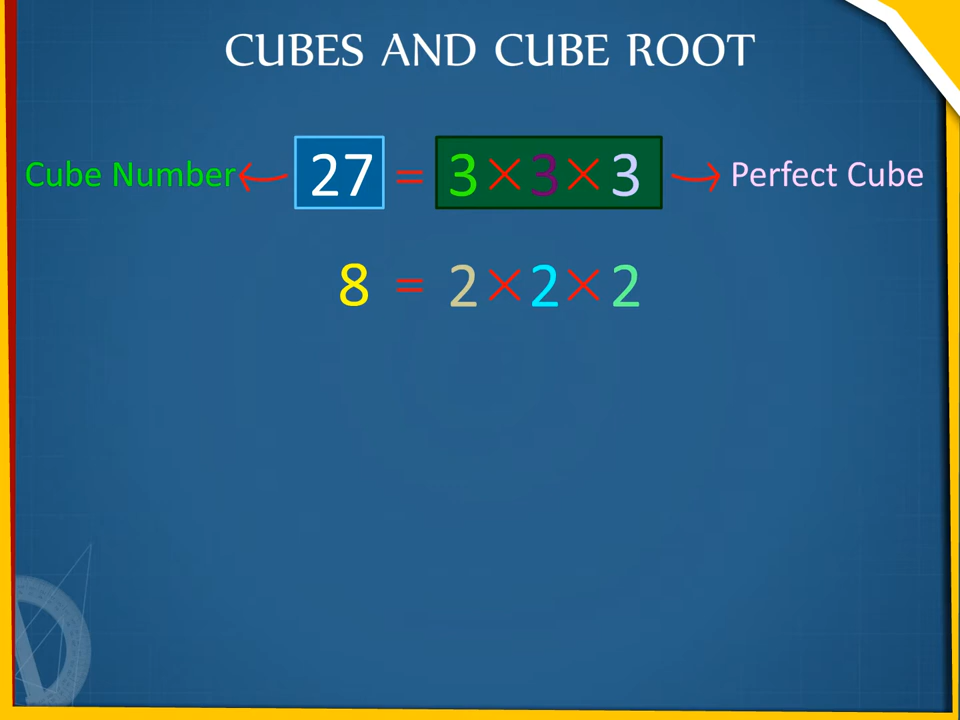 CUBES AND CUBE ROOT
Cube Number 27 = 3 × 3 × 3 Perfect Cube
8 = 2 × 2 × 2